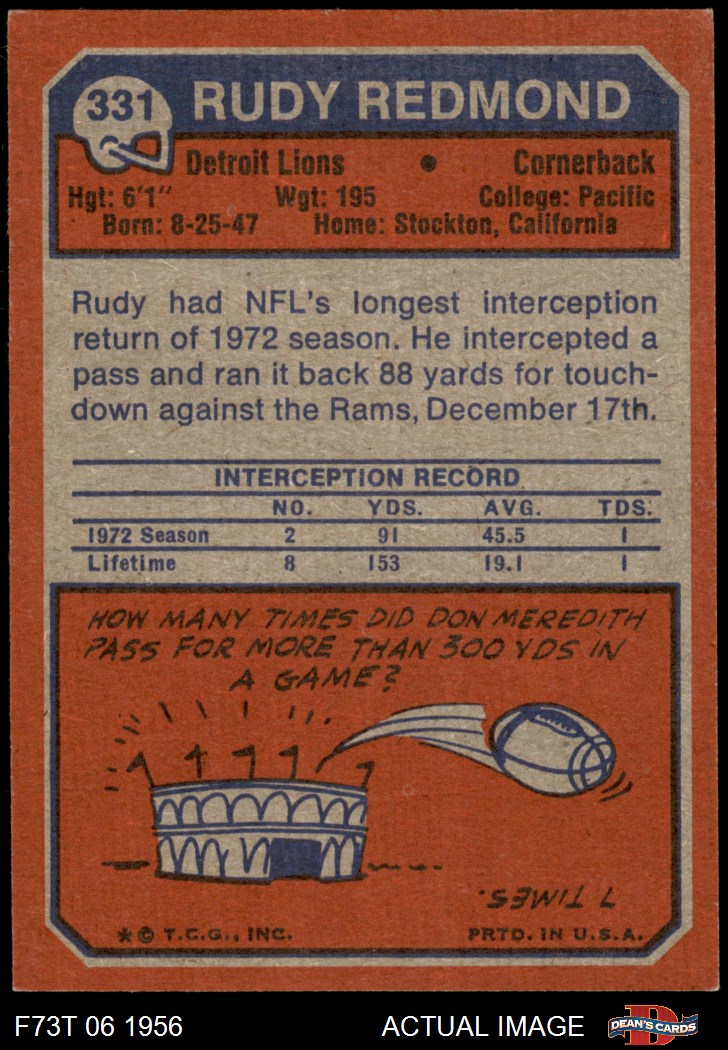 331 RUDY REDMOND
Detroit Lions • Cornerback
Hgt: 6'1" Wgt: 195 College: Pacific
Born: 8-25-47 Home: Stockton, California
Rudy had NFL's longest interception
return of 1972 season. He intercepted a
pass and ran it back 88 yards for touch-
down against the Rams, December 17th.
INTERCEPTION RECORD
NO. YDS. AVG. TDS.
1972 Season 2 91 45.5 1
Lifetime 8 153 19.1 1
HOW MANY TIMES DID DON MEREDITH
PASS FOR MORE THAN 300 YDS IN
A GAME?
7 TIMES.
* © T.C.G., INC. PRTD. IN U.S.A.
F73T 06 1956 ACTUAL IMAGE D DEAN'S CARDS